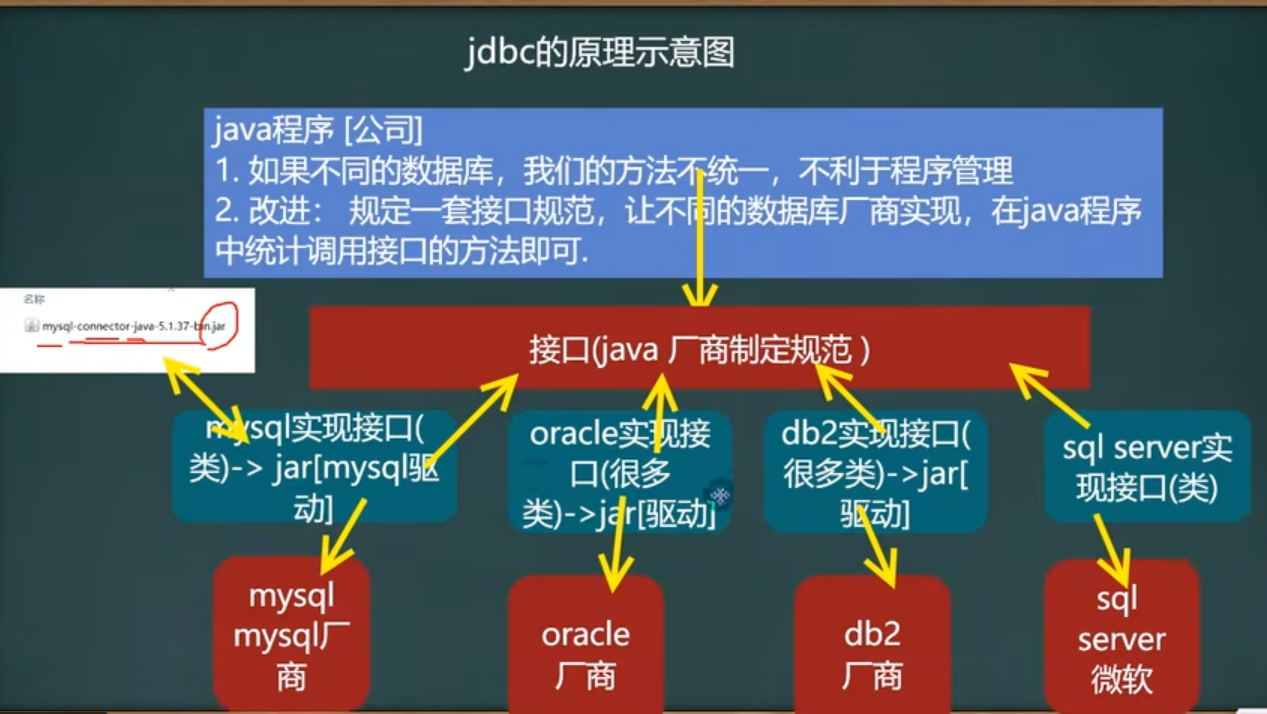 jdbc的原理示意图
java程序 [公司]
1. 如果不同的数据库，我们的方法不统一，不利于程序管理
2. 改进： 规定一套接口规范，让不同的数据库厂商实现，在java程序
中统计调用接口的方法即可.
名称
mysql-connector-java-5.1.37-bin.jar
接口(java 厂商制定规范 )
mysql实现接口(
类)-> jar[mysql驱
动]
oracle实现接
口(很多
类)->jar[驱动]
db2实现接口(
很多类)->jar[
驱动]
sql server实
现接口(类)
mysql
mysql厂
商
oracle
厂商
db2
厂商
sql
server
微软